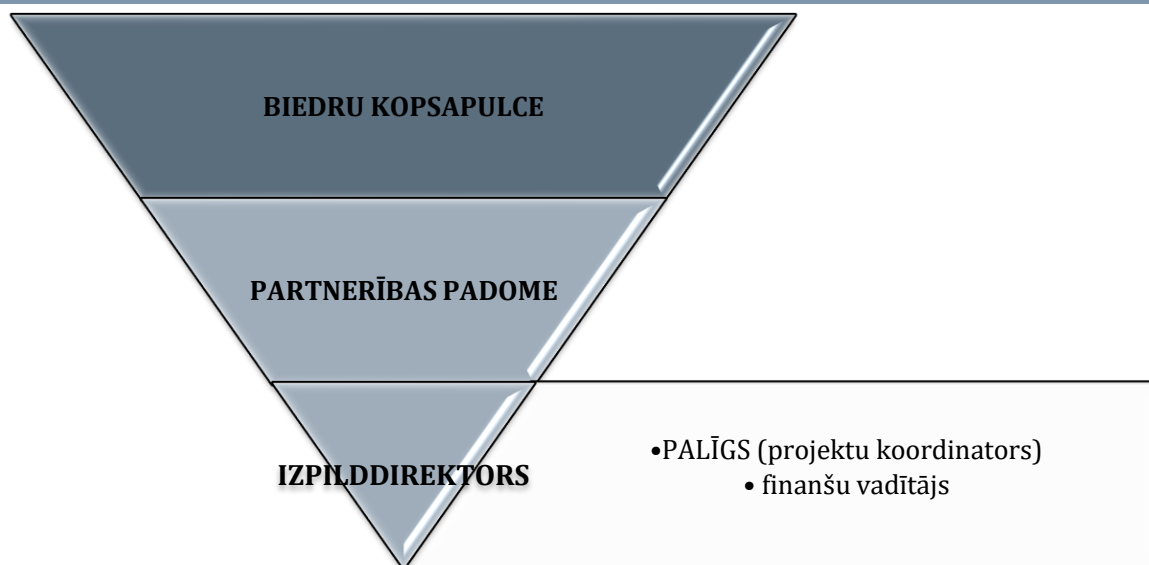 BIEDRU KOPSAPULCE
PARTNERĪBAS PADOME
IZPILDDIREKTORS
•PALĪGS (projektu koordinators)
• finanšu vadītājs